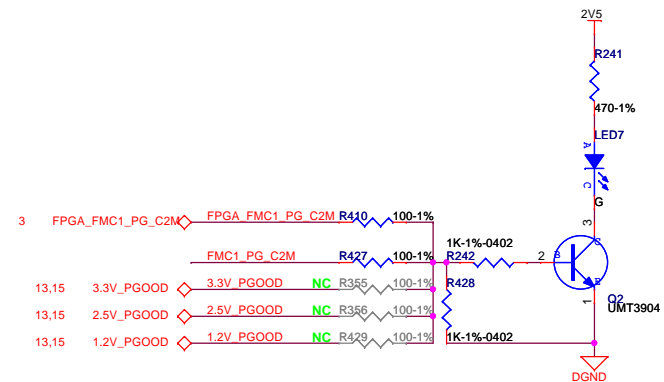 2V5
R241
470-1%
LED7
A
C
G
3 FPGA_FMC1_PG_C2M FPGA_FMC1_PG_C2M R410 100-1%
3
C
1K-1%-0402
FMC1_PG_C2M R427 100-1% R242 2 B
13,15 3.3V_PGOOD 3.3V_PGOOD NC R355 100-1% R428
E
Q2
UMT3904
1
13,15 2.5V_PGOOD 2.5V_PGOOD NC R356 100-1%
13,15 1.2V_PGOOD 1.2V_PGOOD NC R429 100-1% 1K-1%-0402
DGND